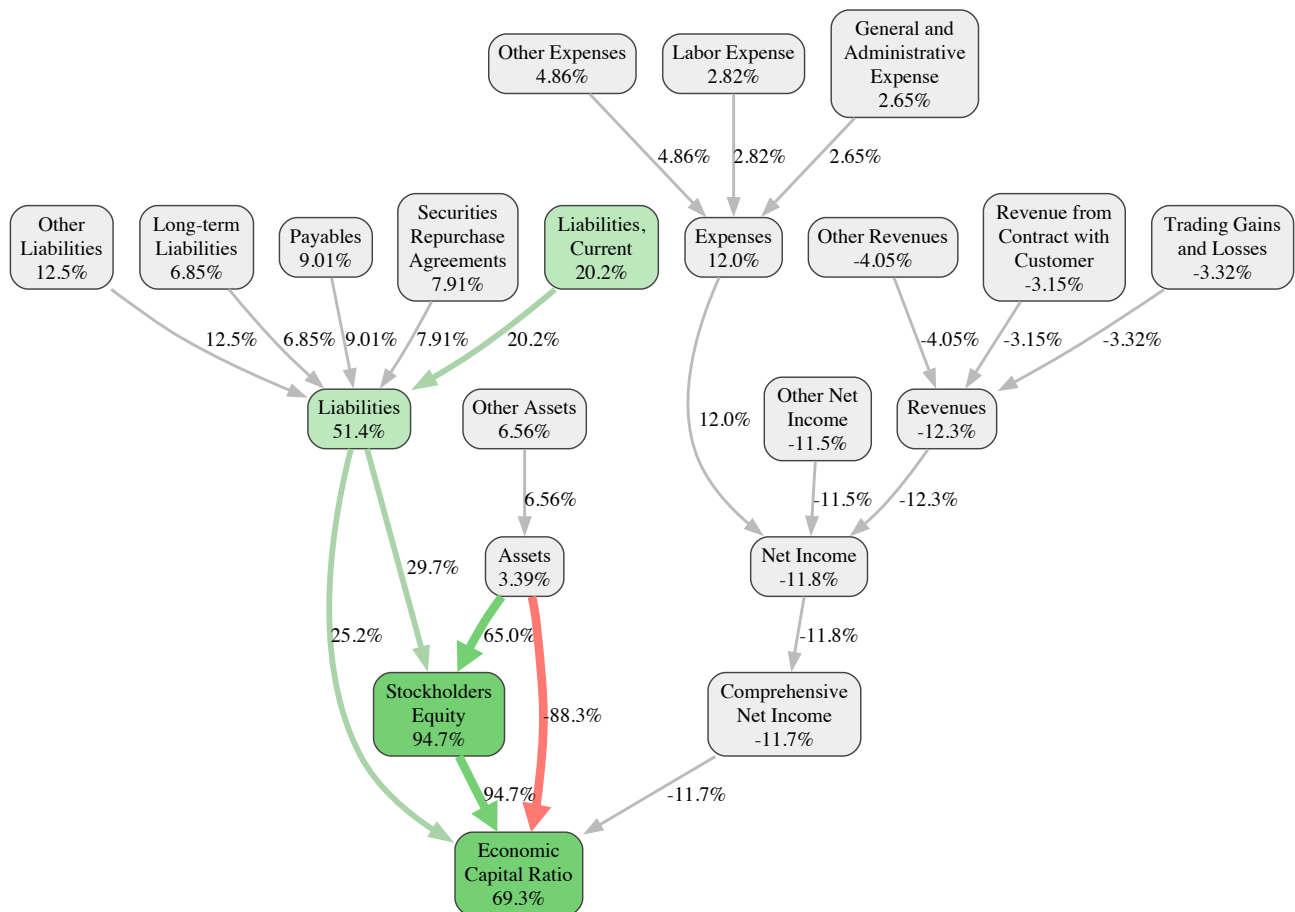 General and
Administrative
Expense
2.65%
Other Expenses
4.86%
Labor Expense
2.82%
4.86%
2.82%
2.65%
Other
Liabilities
12.5%
Long-term
Liabilities
6.85%
Payables
9.01%
Securities
Repurchase
Agreements
7.91%
Liabilities,
Current
20.2%
Expenses
12.0%
Other Revenues
-4.05%
Revenue from
Contract with
Customer
-3.15%
Trading Gains
and Losses
-3.32%
12.5%
6.85%
9.01%
7.91%
20.2%
-4.05%
-3.15%
-3.32%
Liabilities
51.4%
Other Assets
6.56%
12.0%
Other Net
Income
-11.5%
Revenues
-12.3%
6.56%
-11.5%
-12.3%
Assets
3.39%
Net Income
-11.8%
29.7%
25.2%
65.0%
-11.8%
Stockholders
Equity
94.7%
-88.3%
Comprehensive
Net Income
-11.7%
94.7%
-11.7%
Economic
Capital Ratio
69.3%